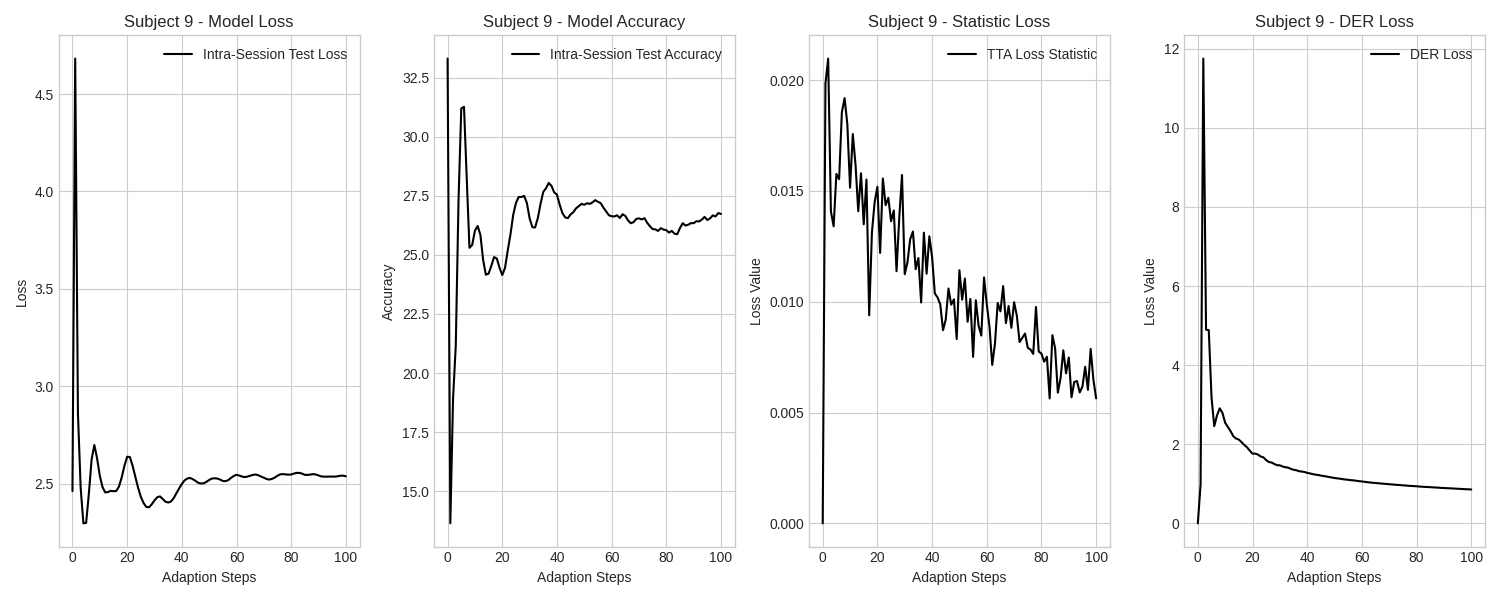 Subject 9 - Model Loss
Intra-Session Test Loss
4.5
4.0
3.5
3.0
2.5
Loss
0 20 40 60 80 100
Adaption Steps
Subject 9 - Model Accuracy
Intra-Session Test Accuracy
32.5
30.0
27.5
25.0
22.5
20.0
17.5
15.0
Accuracy
0 20 40 60 80 100
Adaption Steps
Subject 9 - Statistic Loss
TTA Loss Statistic
0.020
0.015
0.010
0.005
0.000
Loss Value
0 20 40 60 80 100
Adaption Steps
Subject 9 - DER Loss
DER Loss
12
10
8
6
4
2
0
Loss Value
0 20 40 60 80 100
Adaption Steps